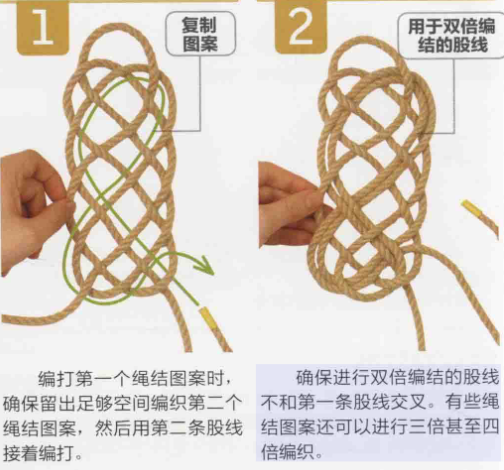 1
复制
图案
2
用于双倍编
结的股线
编打第一个绳结图案时，
确保留出足够空间编织第二个
绳结图案，然后用第二条股线
接着编打。
确保进行双倍编结的股线
不和第一条股线交叉。有些绳
结图案还可以进行三倍甚至四
倍编织。